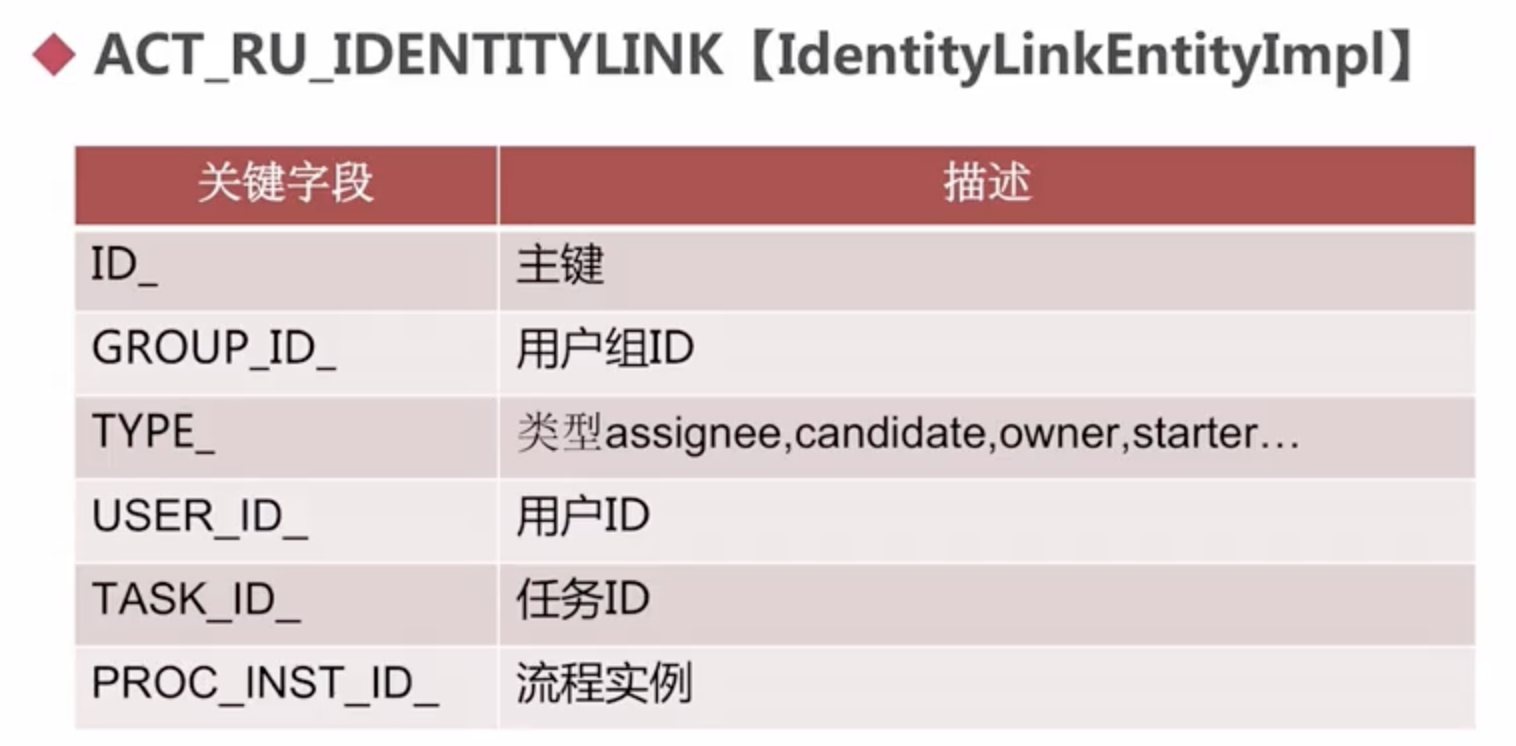 ACT_RU_IDENTITYLINK【IdentityLinkEntityImpl】
关键字段 描述
ID_ 主键
GROUP_ID_ 用户组ID
TYPE_ 类型assignee,candidate,owner,starter…
USER_ID_ 用户ID
TASK_ID_ 任务ID
PROC_INST_ID_ 流程实例